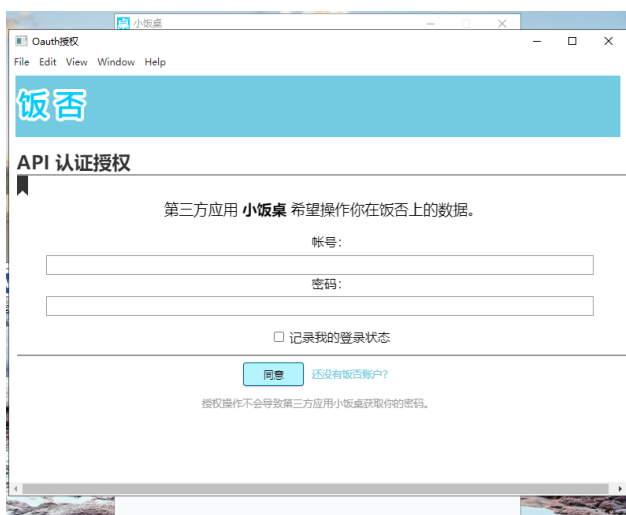 小饭桌
Oauth授权
File Edit View Window Help
饭否
API 认证授权
第三方应用 小饭桌 希望操作你在饭否上的数据。
帐号:
密码:
记录我的登录状态
同意 还没有饭否账户?
授权操作不会导致第三方应用小饭桌获取你的密码。